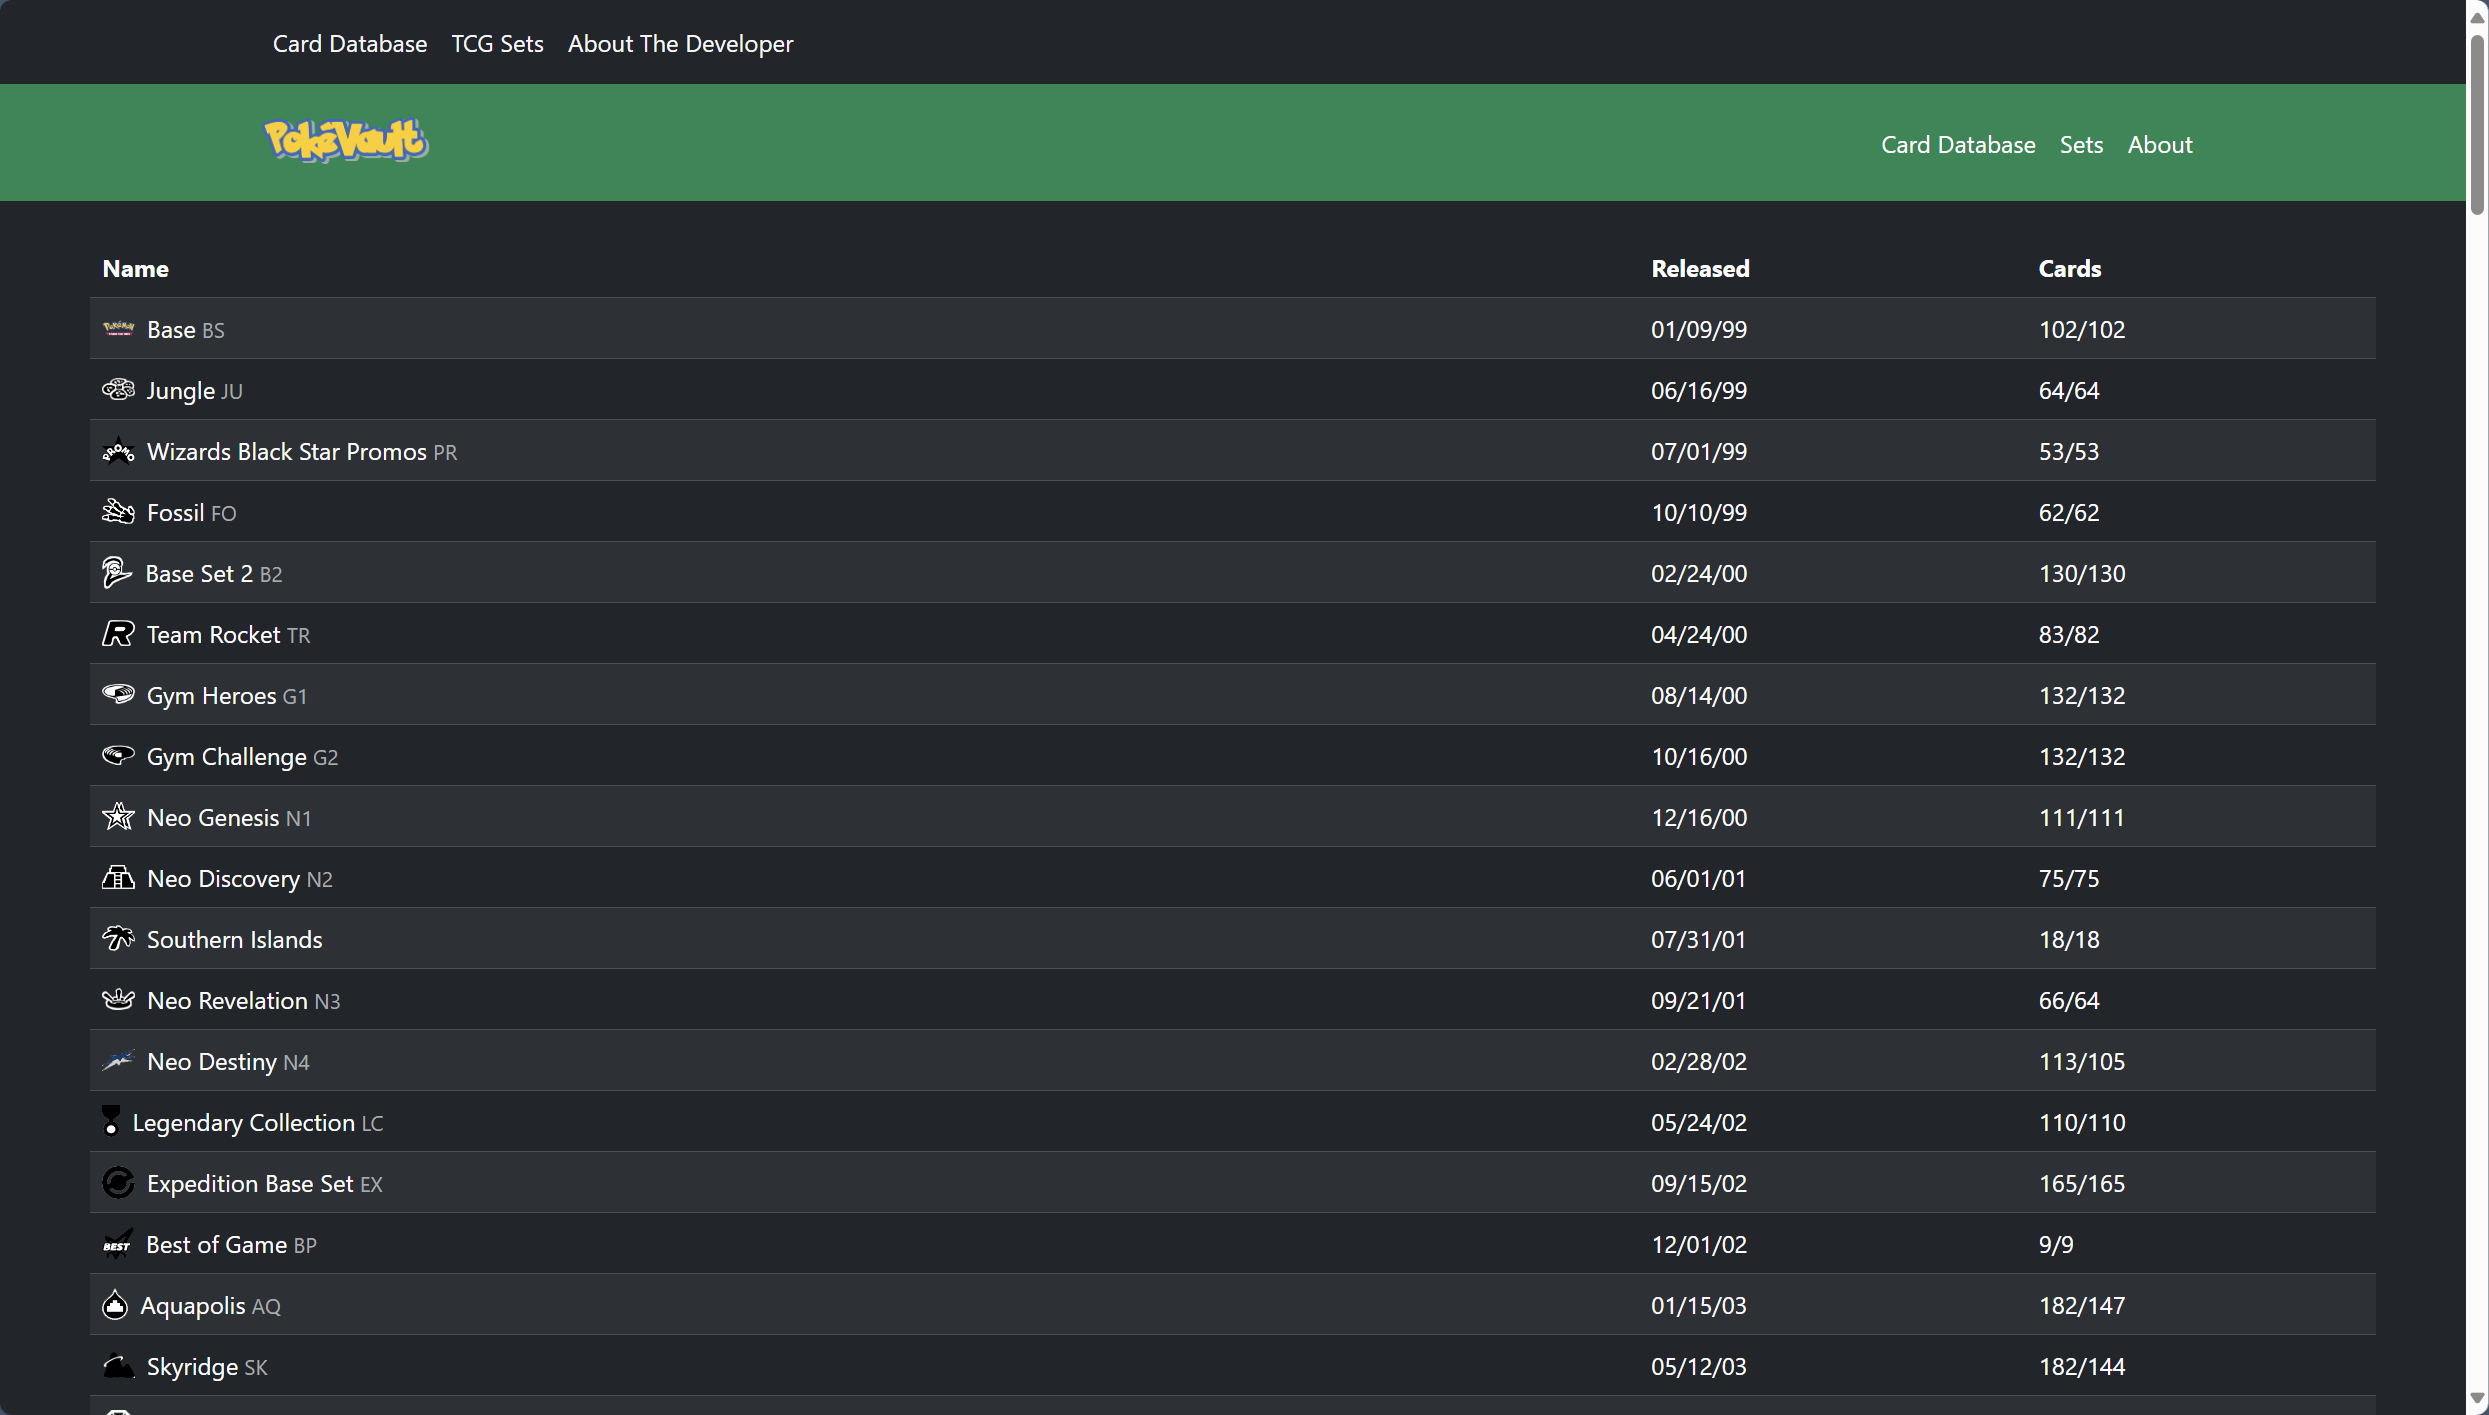 Card Database TCG Sets About The Developer
PokéVault
Card Database Sets About
Name Released Cards
Pokémon Base BS 01/09/99 102/102
Jungle JU 06/16/99 64/64
PROMO Wizards Black Star Promos PR 07/01/99 53/53
Fossil FO 10/10/99 62/62
Base Set 2 B2 02/24/00 130/130
R Team Rocket TR 04/24/00 83/82
Gym Heroes G1 08/14/00 132/132
Gym Challenge G2 10/16/00 132/132
Neo Genesis N1 12/16/00 111/111
Neo Discovery N2 06/01/01 75/75
Southern Islands 07/31/01 18/18
Neo Revelation N3 09/21/01 66/64
Neo Destiny N4 02/28/02 113/105
Legendary Collection LC 05/24/02 110/110
Expedition Base Set EX 09/15/02 165/165
BEST Best of Game BP 12/01/02 9/9
Aquapolis AQ 01/15/03 182/147
Skyridge SK 05/12/03 182/144